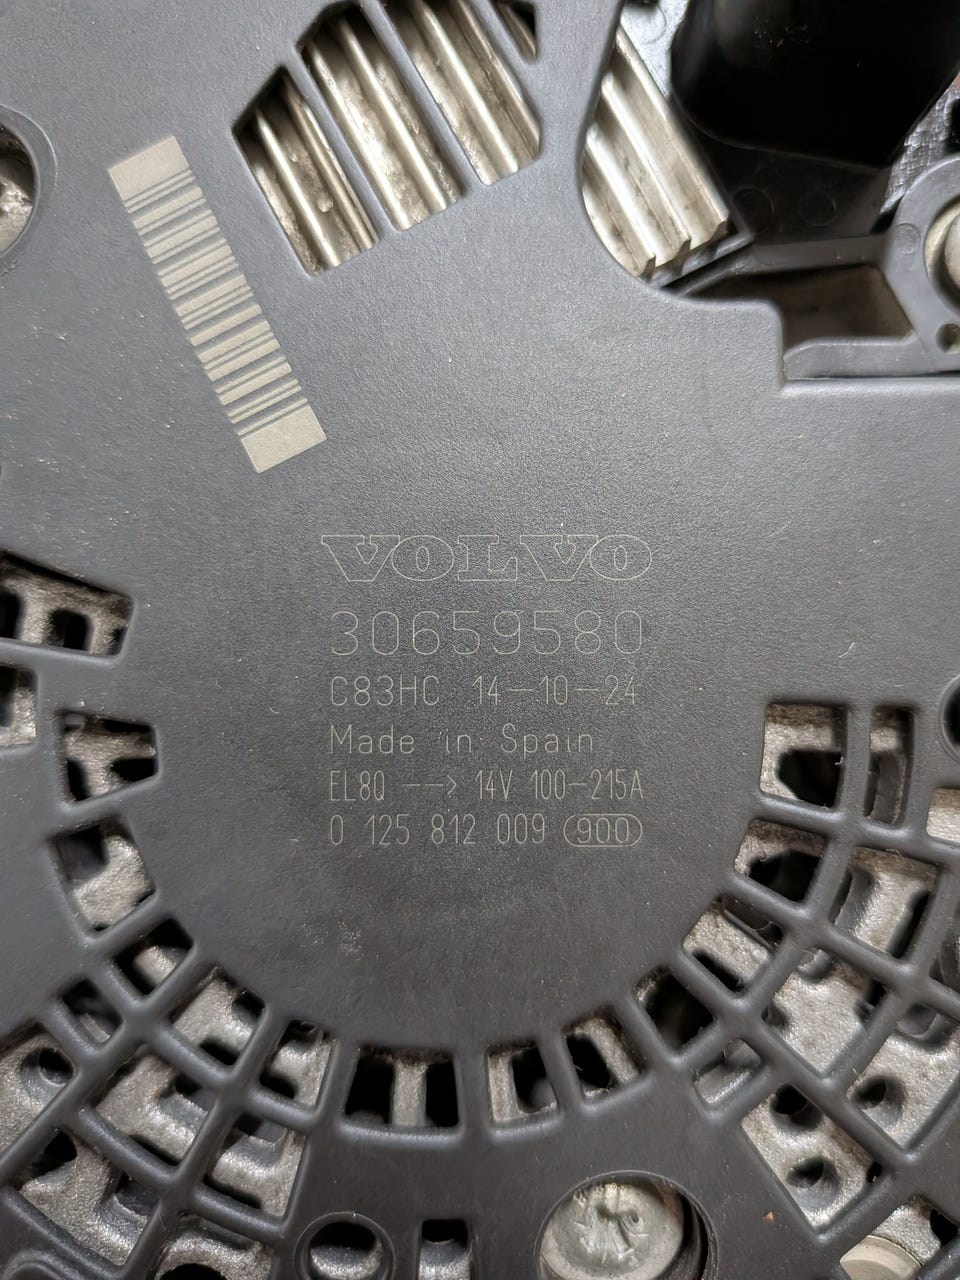 VOLVO
30659580
C83HC 14-10-24
Made in Spain
EL8Q --> 14V 100-215A
0 125 812 009 900